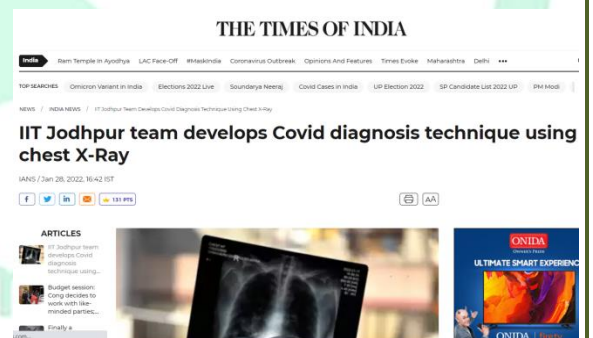 THE TIMES OF INDIA
India Ram Temple in Ayodhya LAC Face-Off #MaskIndia Coronavirus Outbreak Opinions And Features Times Evoke Maharashtra Delhi •••
TOP SEARCHES Omicron Variant in India Elections 2022 Live Soundarya Neeraj Covid Cases in India UP Election 2022 SP Candidate List 2022 UP PM Modi
NEWS / INDIA NEWS / IIT Jodhpur Team Develops Covid Diagnosis Technique Using Chest X-Ray
IIT Jodhpur team develops Covid diagnosis technique using
chest X-Ray
IANS / Jan 28, 2022, 16:42 IST
f in 131 PTS AA
ARTICLES
IIT Jodhpur team
develops Covid
diagnosis
technique using...
Budget session:
Cong decides to
work with like-
minded parties;...
Finally a
ONIDA
ULTIMATE SMART EXPERIENC
ONIDA